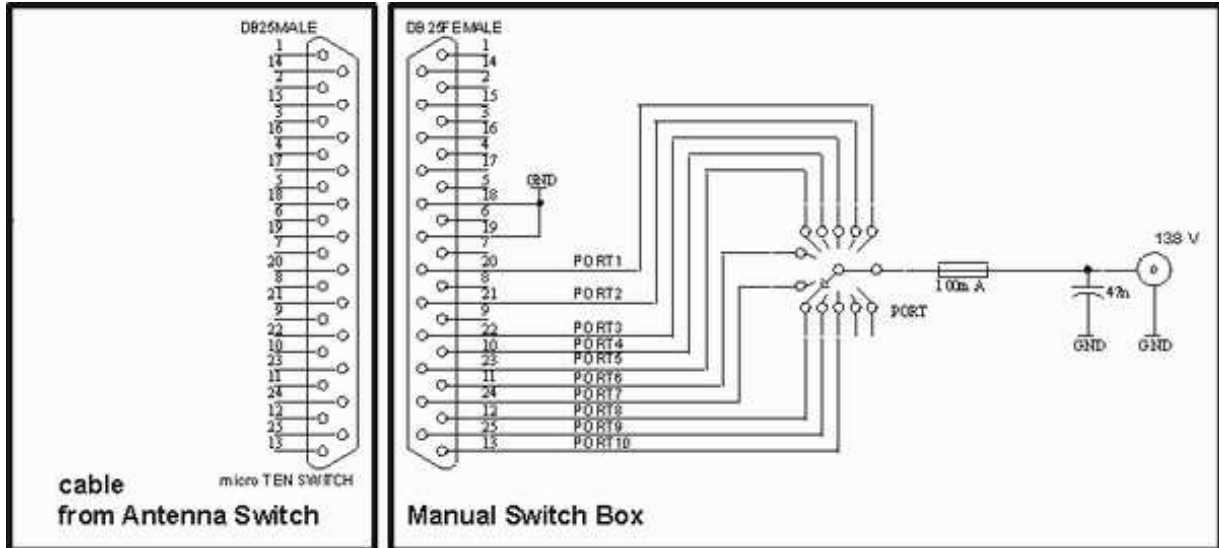 DB25MALE
1
14
2
15
3
16
4
17
5
18
6
19
7
20
8
21
9
22
10
23
11
24
12
25
13
micro TEN SWITCH
cable
from Antenna Switch
DB25FEMALE
1
14
2
15
3
16
4
17
5
18
6
19
7
20
8
21
9
22
10
23
11
24
12
25
13
GND
PORT1
PORT2
PORT3
PORT4
PORT5
PORT6
PORT7
PORT8
PORT9
PORT10
PORT
100mA
47n
GND
GND
Manual Switch Box